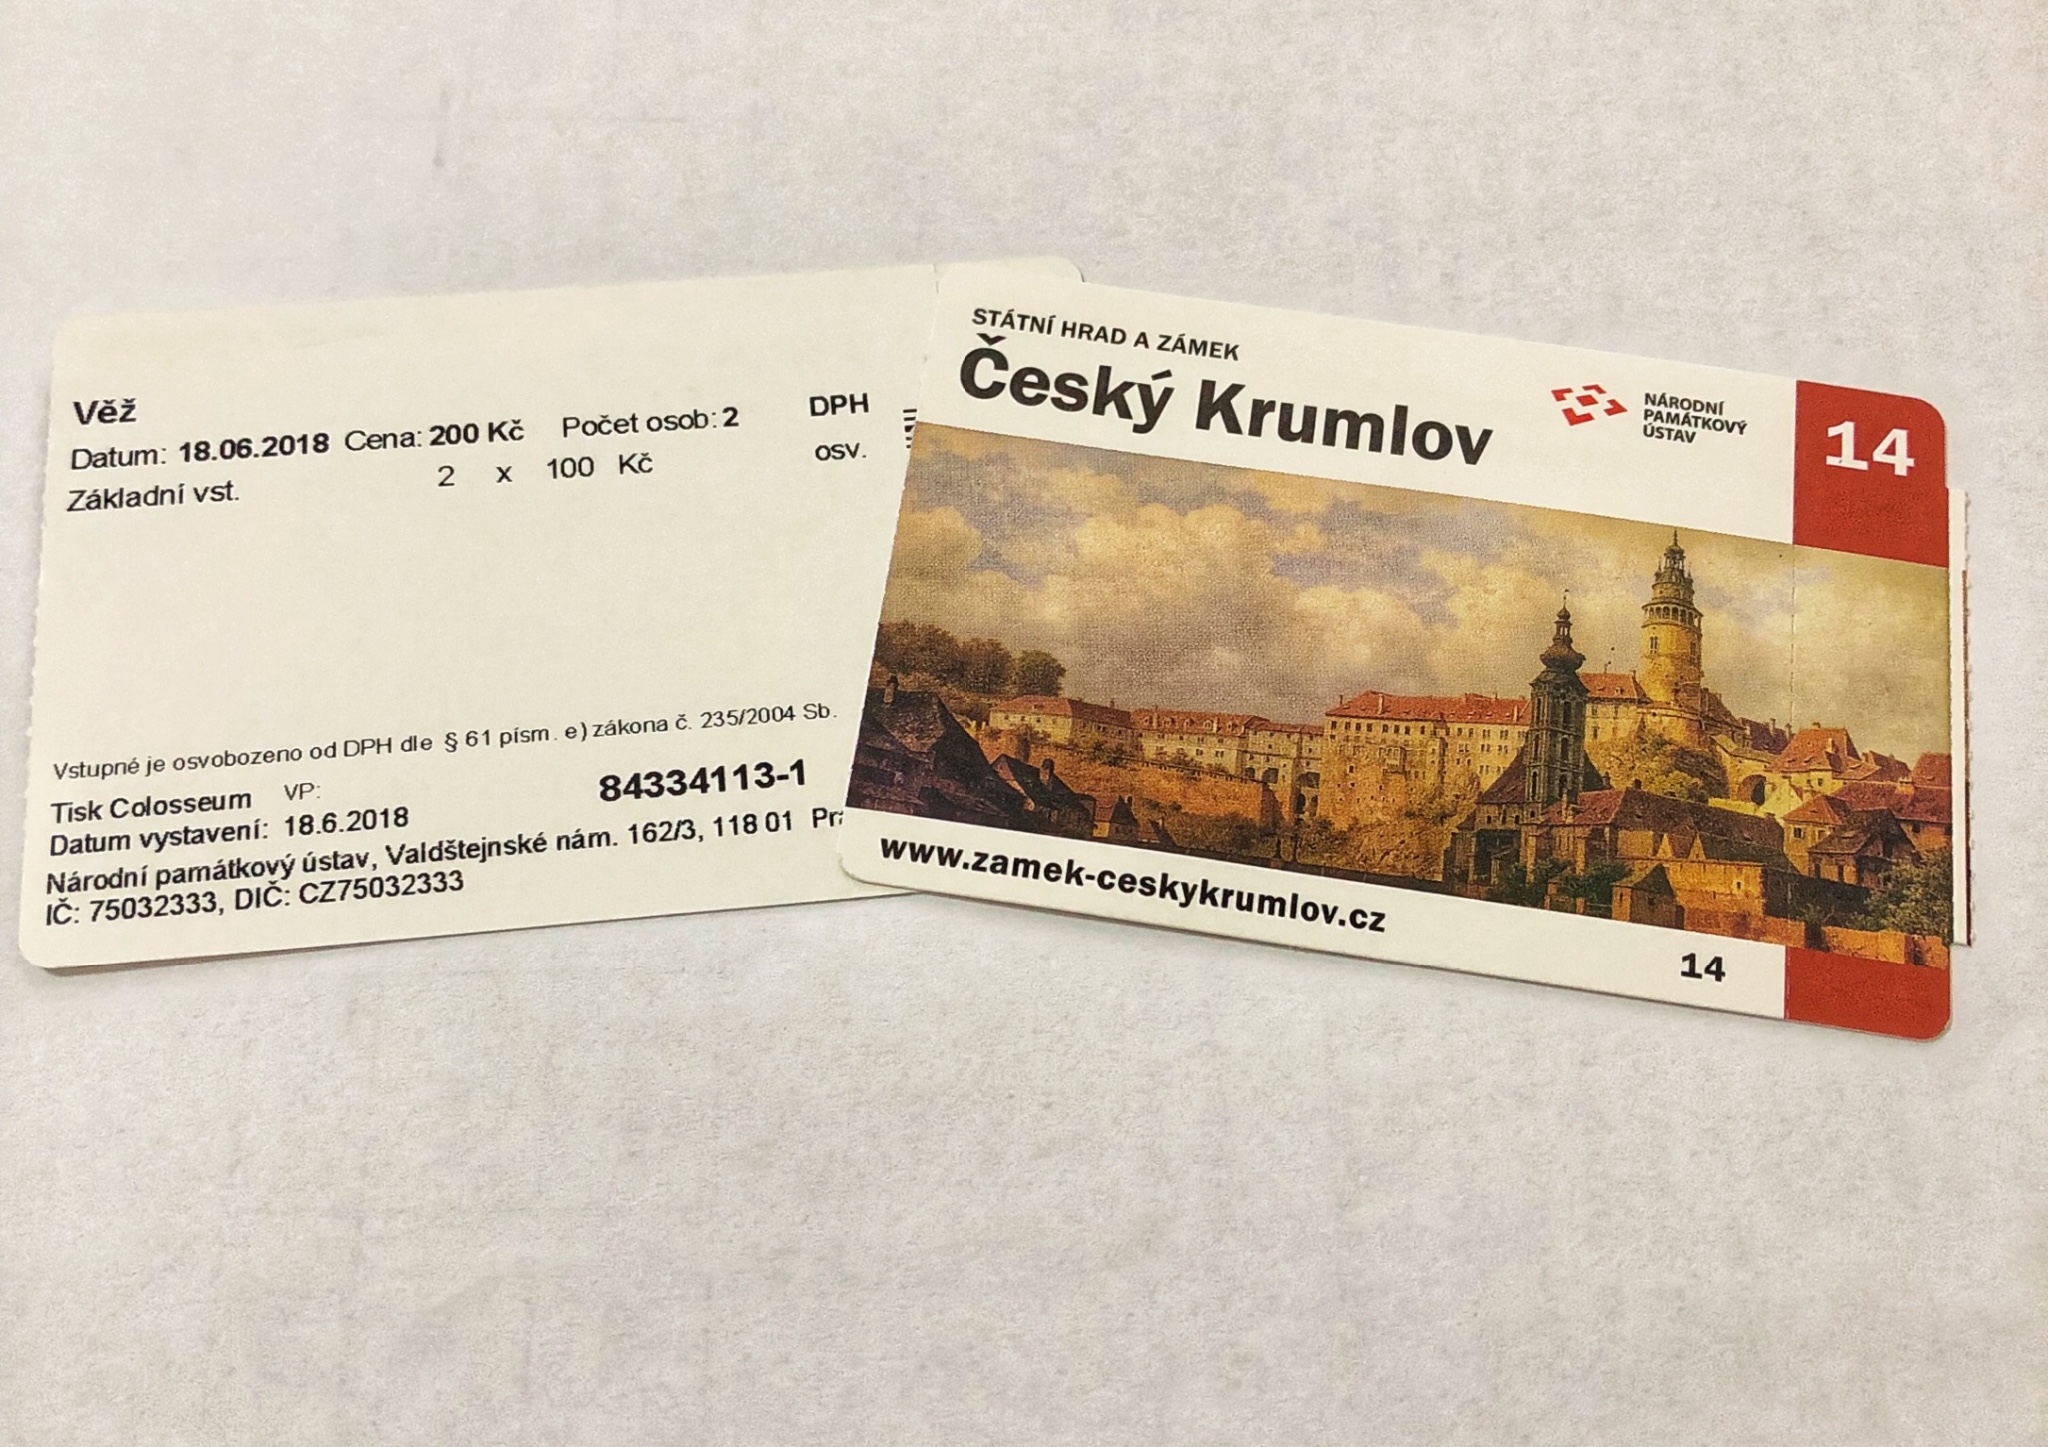 Věž
Datum: 18.06.2018 Cena: 200 Kč Počet osob: 2 DPH
Základní vst. 2 x 100 Kč osv.
Vstupné je osvobozeno od DPH dle § 61 písm. e) zákona č. 235/2004 Sb.
Tisk Colosseum VP: 84334113-1
Datum vystavení: 18.6.2018
Národní památkový ústav, Valdštejnské nám. 162/3, 118 01
IČ: 75032333, DIČ: CZ75032333
STÁTNÍ HRAD A ZÁMEK
Český Krumlov
NÁRODNÍ
PAMÁTKOVÝ
ÚSTAV
14
www.zamek-ceskykrumlov.cz
14